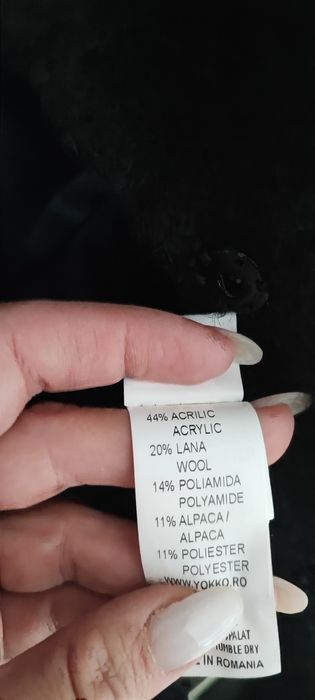 44% ACRILIC
ACRYLIC
20% LANA
WOOL
14% POLIAMIDA
POLYAMIDE
11% ALPACA/
ALPACA
11% POLIESTER
POLYESTER
WWW.YOKKO.RO
DRY
IN ROMANIA